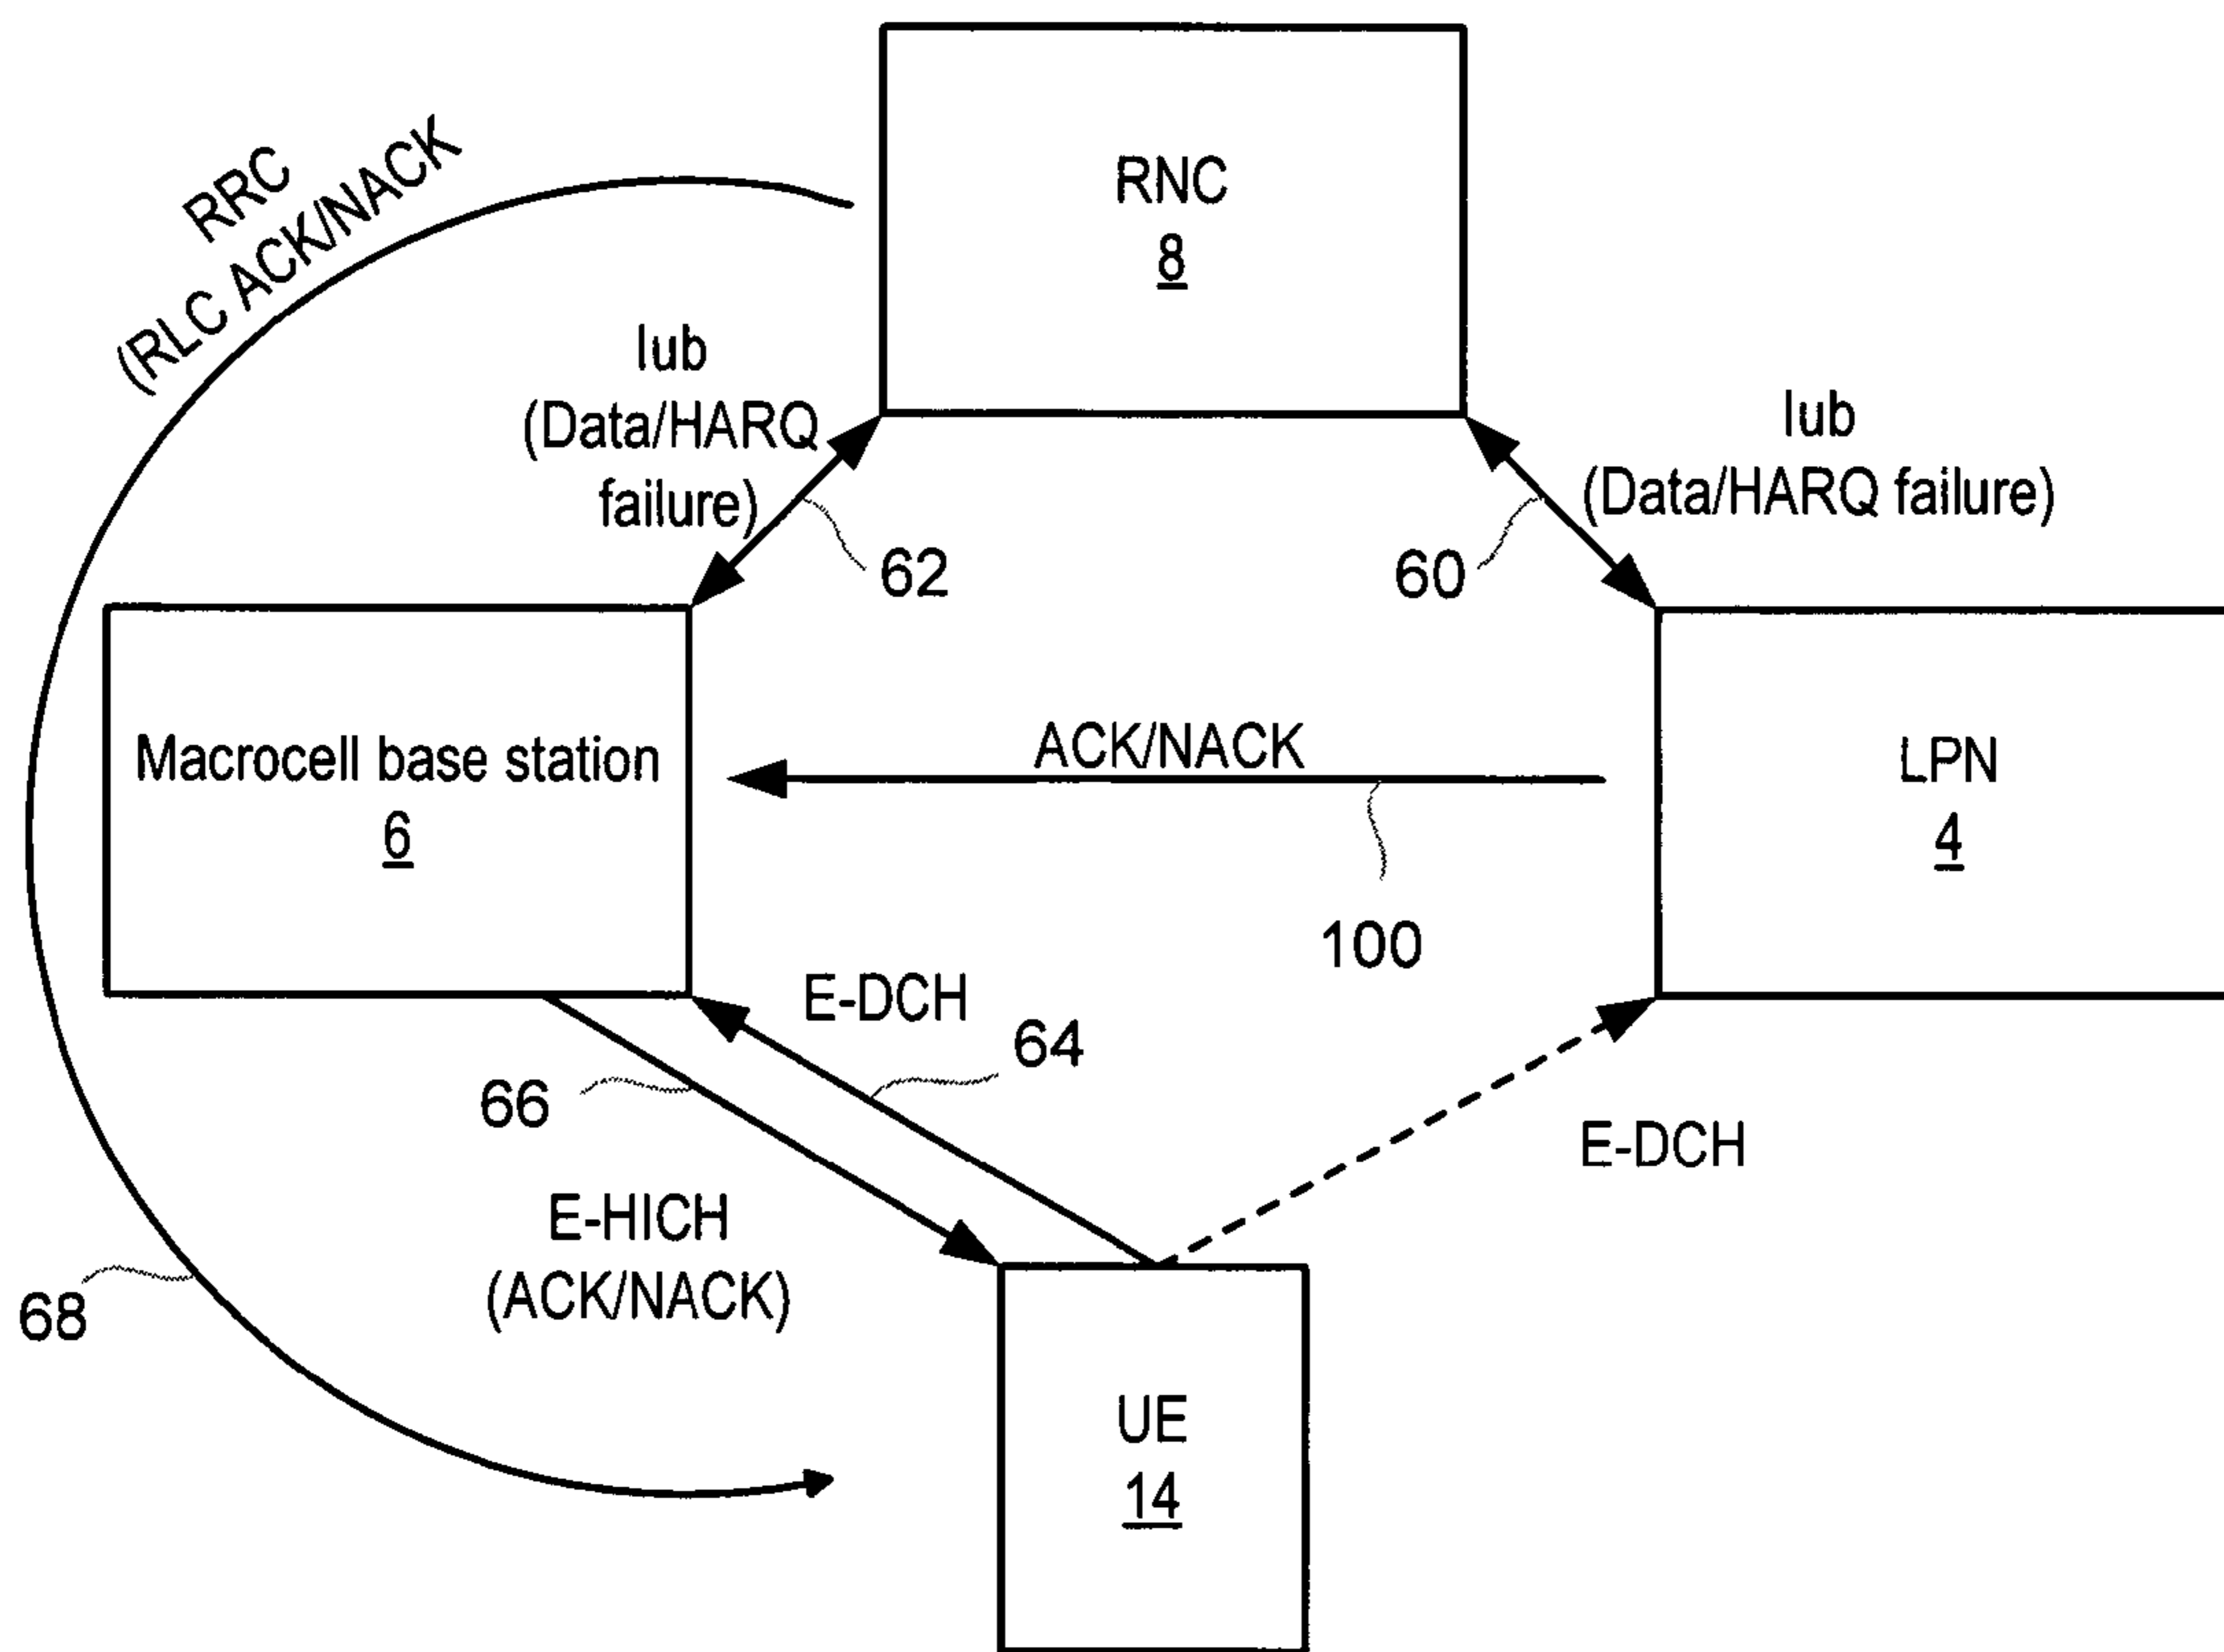 RNC
8
RRC
(RLC ACK/NACK
Iub
(Data/HARQ
failure)
62
Iub
(Data/HARQ failure)
60
Macrocell base station
6
ACK/NACK
100
LPN
4
E-DCH
64
66
E-HICH
(ACK/NACK)
E-DCH
68
UE
14